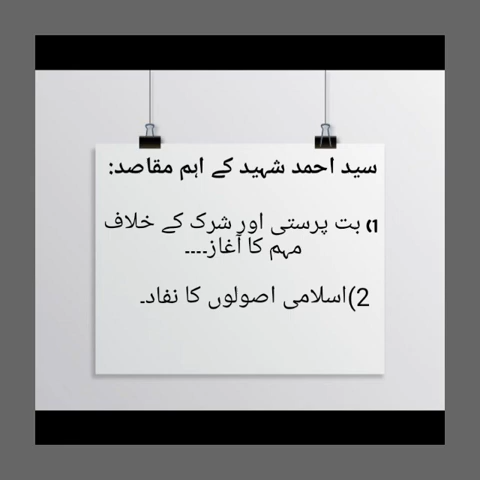 سید احمد شہید کے اہم مقاصد:
1) بت پرستی اور شرک کے خلاف
مہم کا آغاز۔۔۔۔
2)اسلامی اصولوں کا نفاد۔